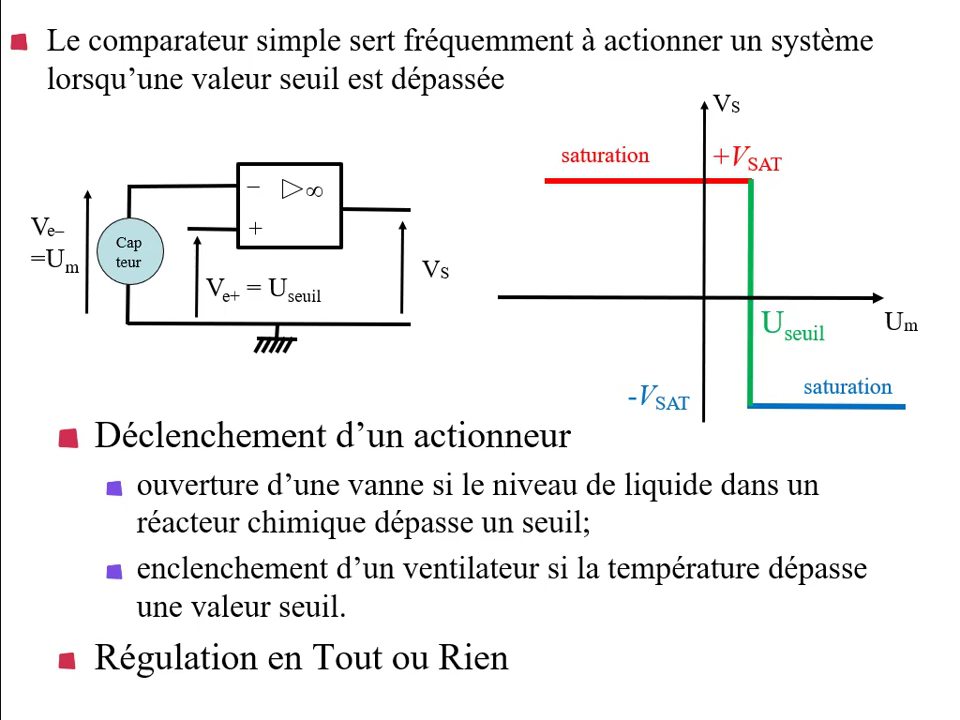 Le comparateur simple sert fréquemment à actionner un système
lorsqu’une valeur seuil est dépassée
Ve–
=Um
Cap
teur
–
▷∞
+
Ve+ = Useuil
VS
VS
saturation
+VSAT
Useuil
Um
-VSAT
saturation
Déclenchement d’un actionneur
ouverture d’une vanne si le niveau de liquide dans un
réacteur chimique dépasse un seuil;
enclenchement d’un ventilateur si la température dépasse
une valeur seuil.
Régulation en Tout ou Rien